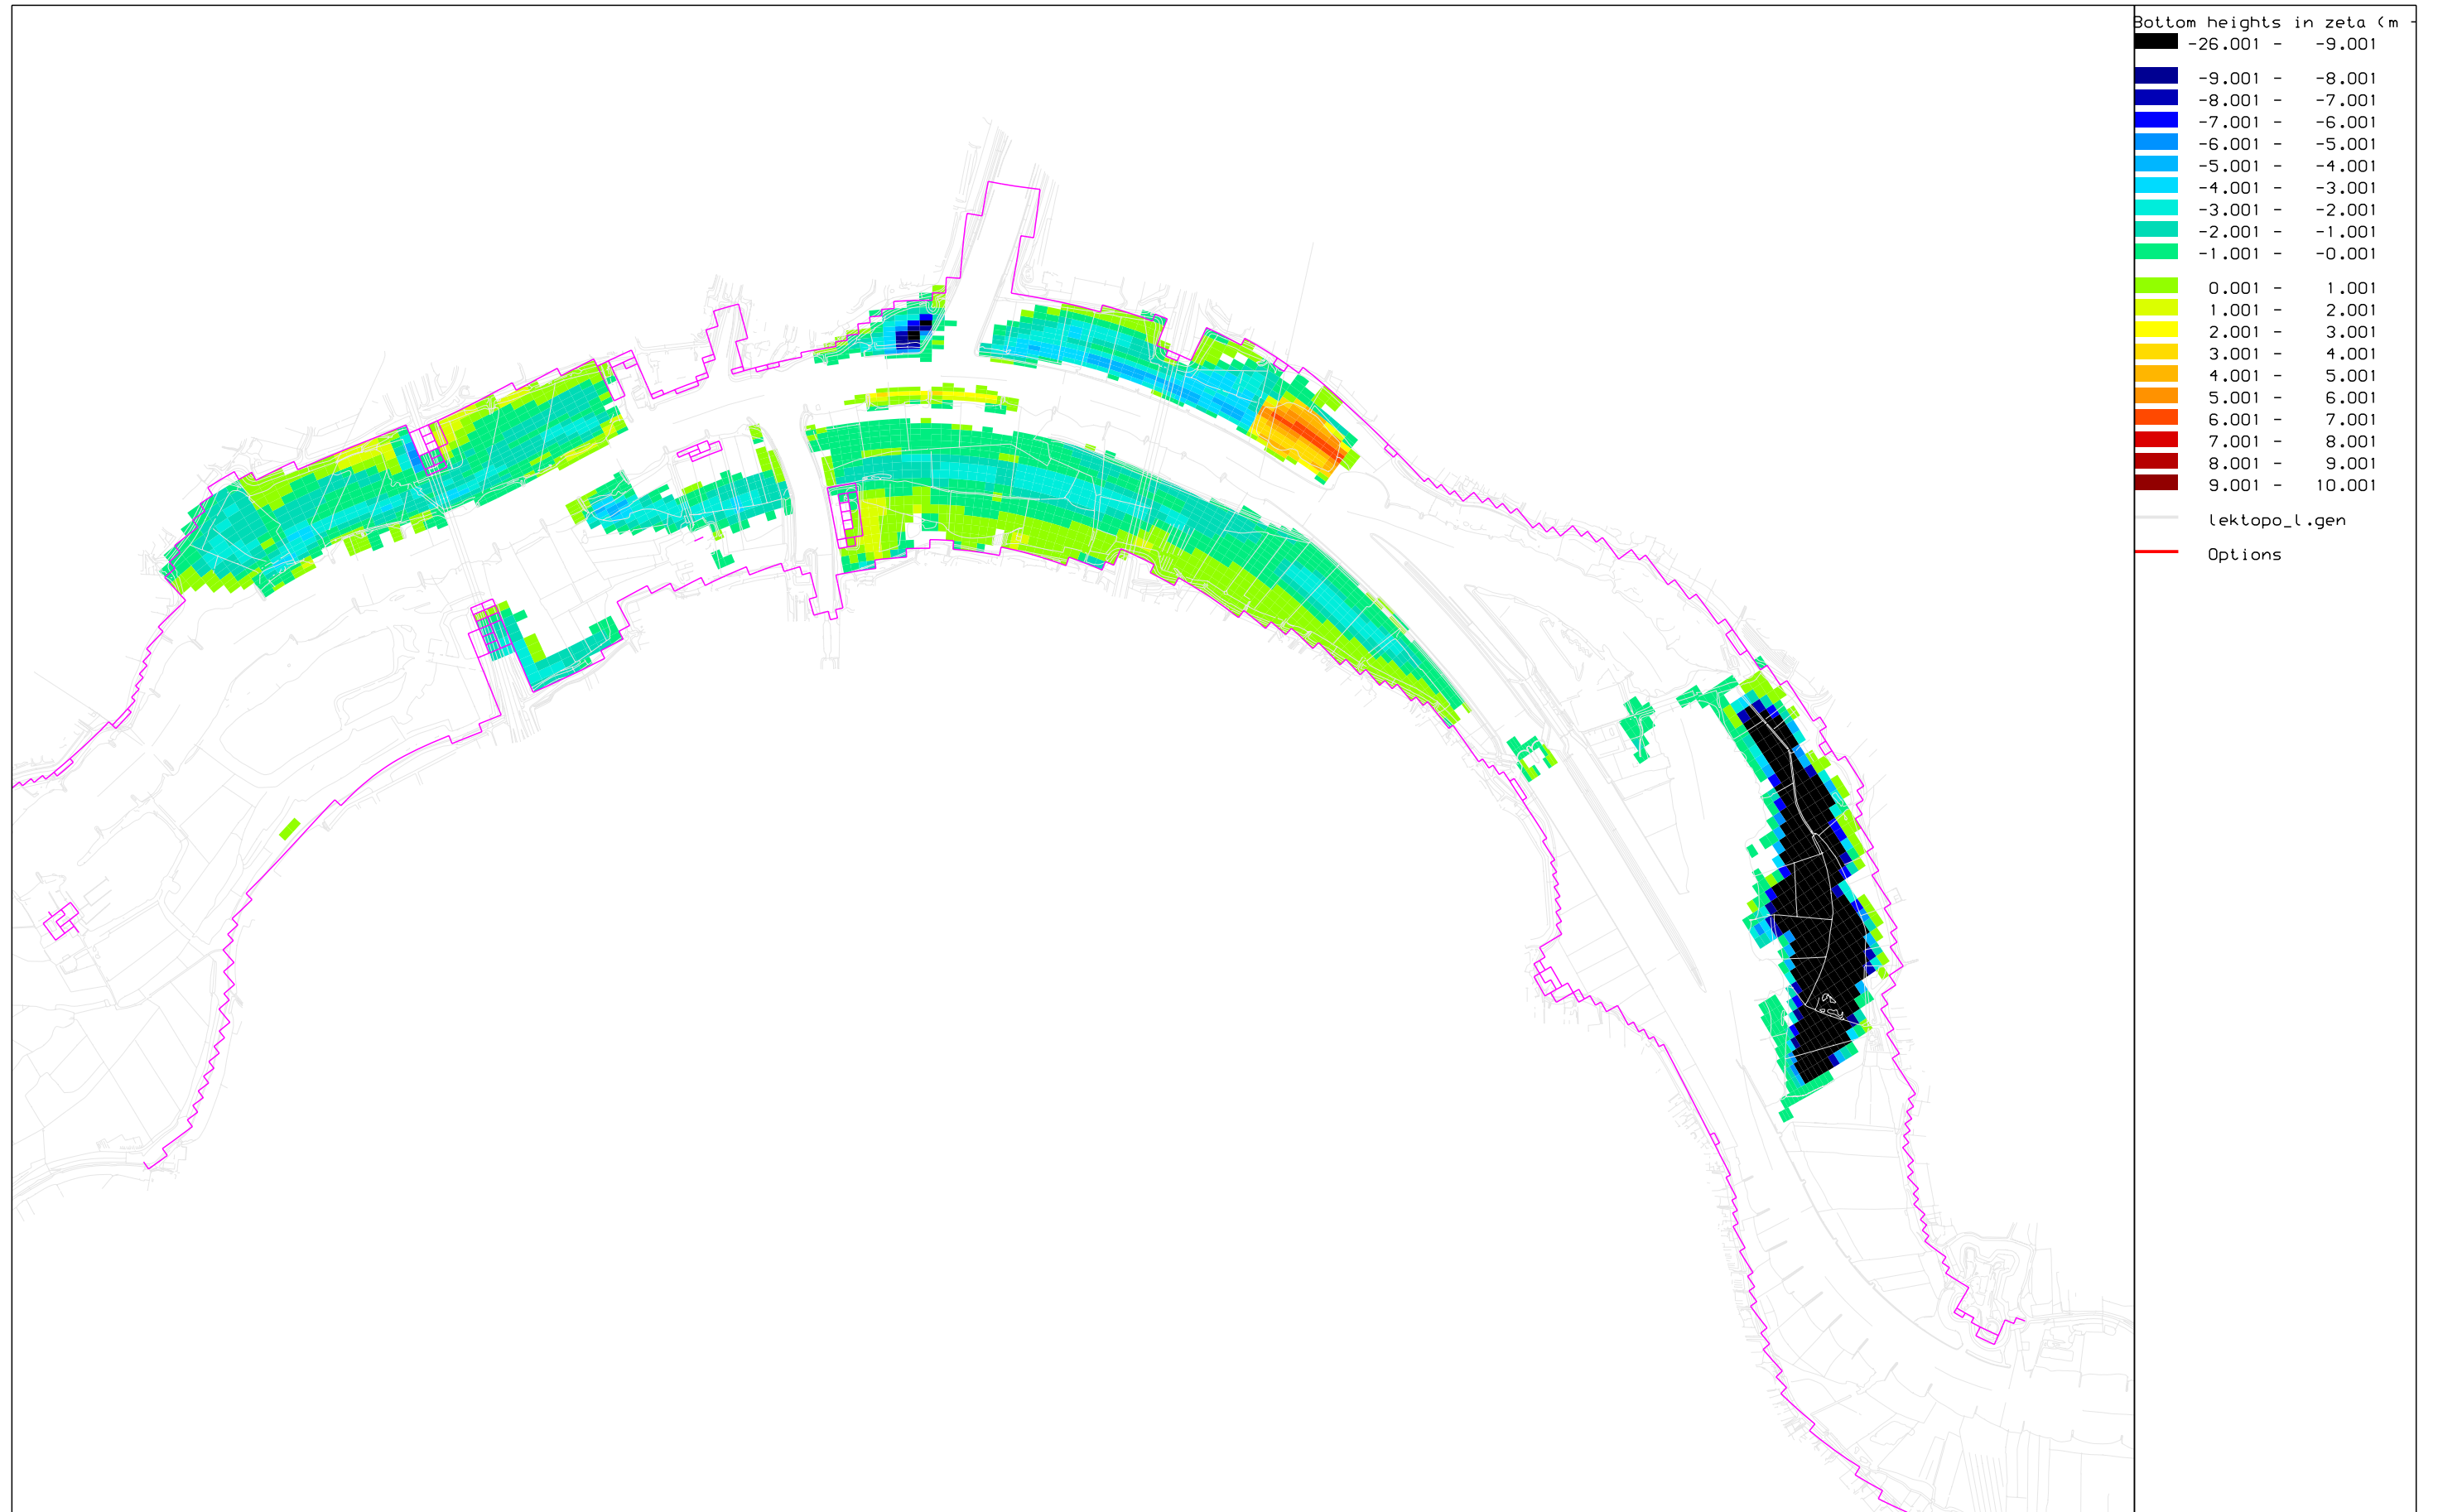 Bottom heights in zeta (m -
-26.001 - -9.001
-9.001 - -8.001
-8.001 - -7.001
-7.001 - -6.001
-6.001 - -5.001
-5.001 - -4.001
-4.001 - -3.001
-3.001 - -2.001
-2.001 - -1.001
-1.001 - -0.001
0.001 - 1.001
1.001 - 2.001
2.001 - 3.001
3.001 - 4.001
4.001 - 5.001
5.001 - 6.001
6.001 - 7.001
7.001 - 8.001
8.001 - 9.001
9.001 - 10.001
lektopo_l.gen
Options